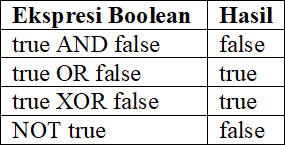 Ekspresi Boolean Hasil
true AND false false
true OR false true
true XOR false true
NOT true false